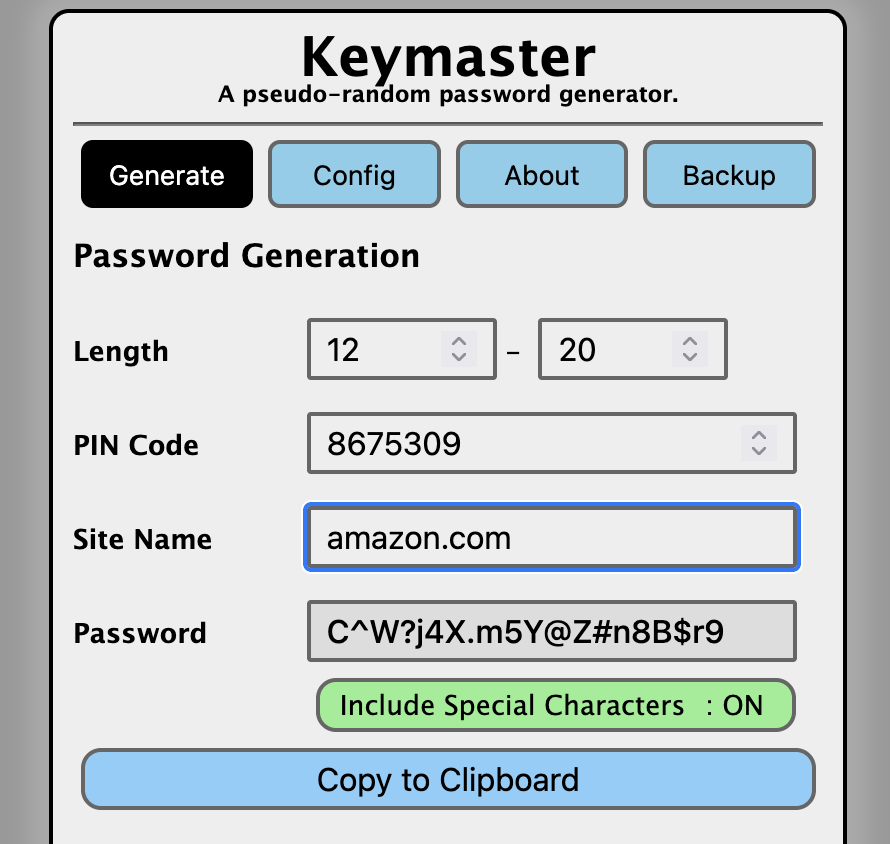 Keymaster
A pseudo-random password generator.
Generate Config About Backup
Password Generation
Length 12 – 20
PIN Code 8675309
Site Name amazon.com
Password C^W?j4X.m5Y@Z#n8B$r9
Include Special Characters : ON
Copy to Clipboard